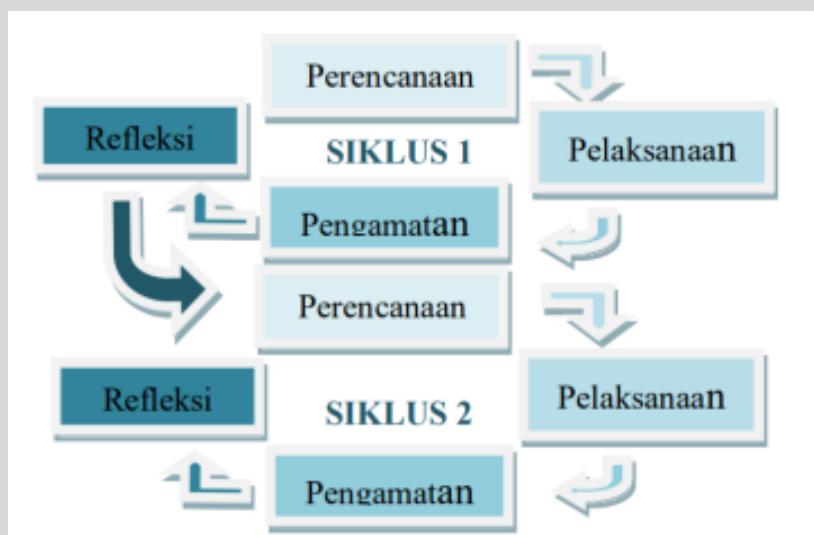 Perencanaan
Refleksi
SIKLUS 1
Pelaksanaan
Pengamatan
Perencanaan
Refleksi
SIKLUS 2
Pelaksanaan
Pengamatan